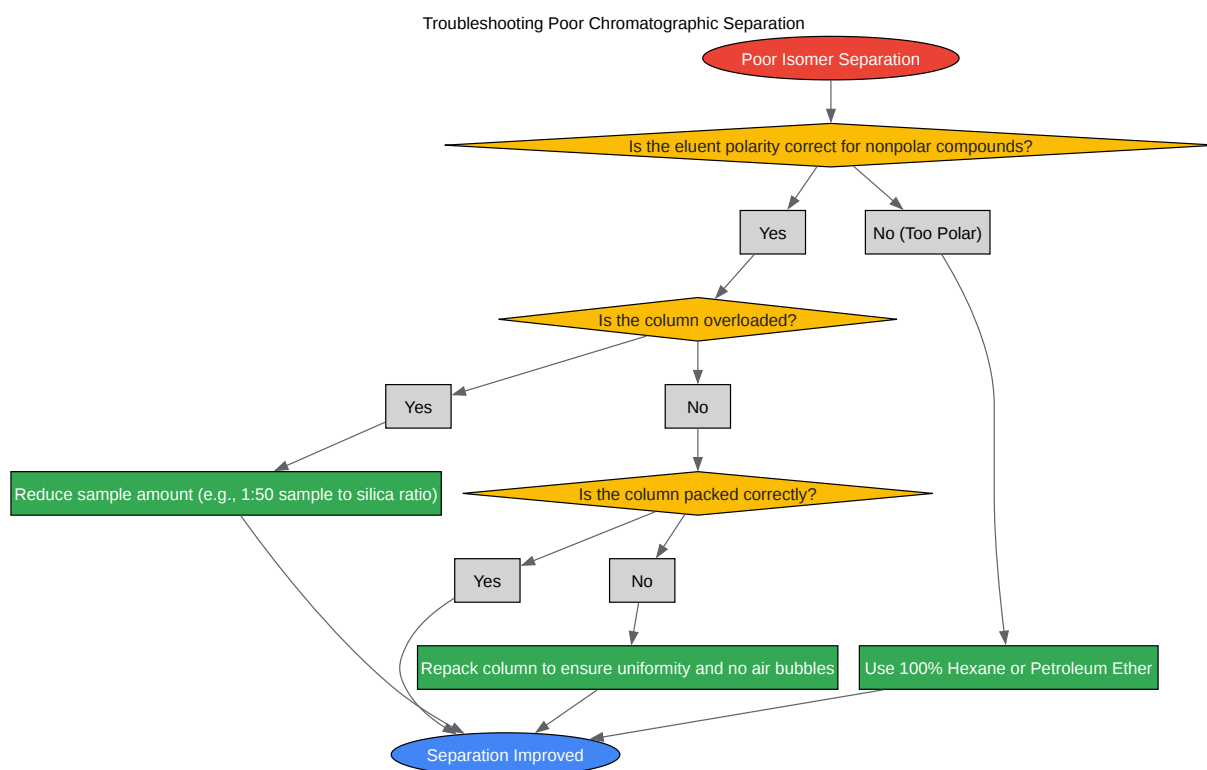 Troubleshooting Poor Chromatographic Separation
Poor Isomer Separation
Is the eluent polarity correct for nonpolar compounds?
Yes
No (Too Polar)
Is the column overloaded?
Yes
No
Reduce sample amount (e.g., 1:50 sample to silica ratio)
Is the column packed correctly?
Yes
No
Repack column to ensure uniformity and no air bubbles
Use 100% Hexane or Petroleum Ether
Separation Improved